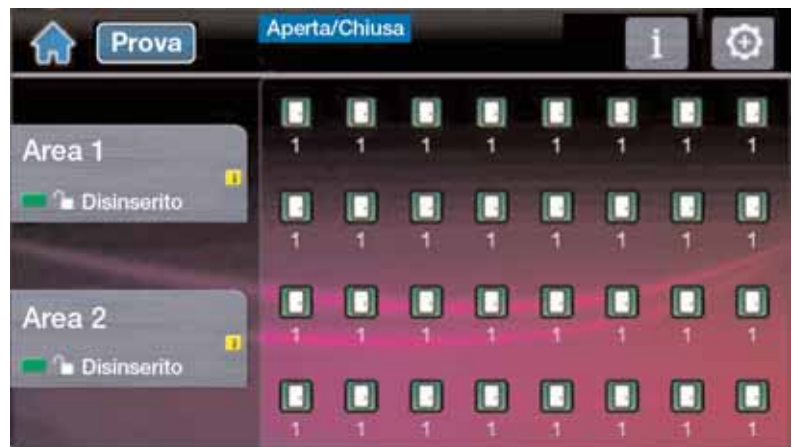 Prova
Aperta/Chiusa
i
Area 1
i
Disinserito
Area 2
i
Disinserito
1 1 1 1 1 1 1 1
1 1 1 1 1 1 1 1
1 1 1 1 1 1 1 1
1 1 1 1 1 1 1 1